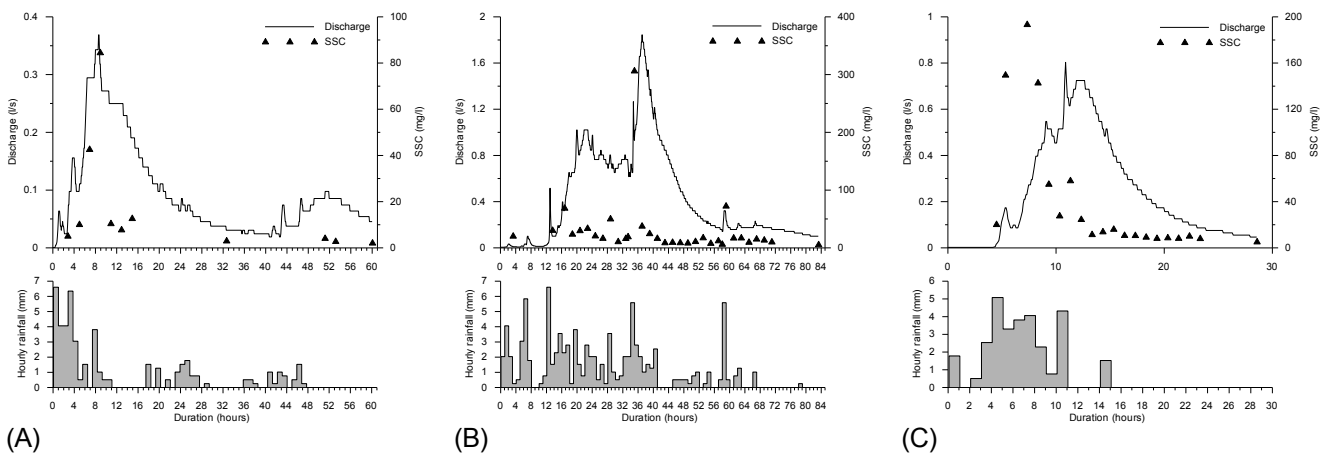 0.4 100 2 400 1 200
Discharge Discharge Discharge
SSC SSC SSC
0.3 80 1.6 300 0.8 160
60 1.2 0.6 120
Discharge (l/s) 0.2 SSC (mg/l) Discharge (l/s) 200 SSC (mg/l) Discharge (l/s) SSC (mg/l)
40 0.8 0.4 80
0.1 20 0.4 100 0.2 40
0 0 0 0 0 0
0 4 8 12 16 20 24 28 32 36 40 44 48 52 56 60 0 4 8 12 16 20 24 28 32 36 40 44 48 52 56 60 64 68 72 76 80 84 0 10 20 30
7 7 6
6 6 5
5 5 4
4 4 3
Hourly rainfall (mm) Hourly rainfall (mm) Hourly rainfall (mm)
3 3 2
2 2 1
1 1 0
0 0
0 4 8 12 16 20 24 28 32 36 40 44 48 52 56 60 0 4 8 12 16 20 24 28 32 36 40 44 48 52 56 60 64 68 72 76 80 84 0 2 4 6 8 10 12 14 16 18 20 22 24 26 28 30
Duration (hours) Duration (hours) Duration (hours)
(A) (B) (C)